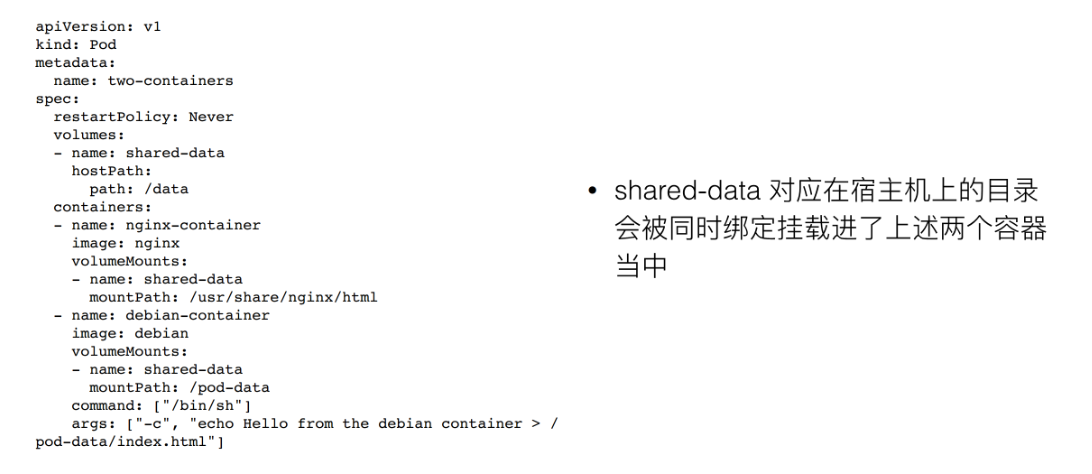 apiVersion: v1
kind: Pod
metadata:
  name: two-containers
spec:
  restartPolicy: Never
  volumes:
  - name: shared-data
    hostPath:
      path: /data
  containers:
  - name: nginx-container
    image: nginx
    volumeMounts:
    - name: shared-data
      mountPath: /usr/share/nginx/html
  - name: debian-container
    image: debian
    volumeMounts:
    - name: shared-data
      mountPath: /pod-data
    command: ["/bin/sh"]
    args: ["-c", "echo Hello from the debian container > /
pod-data/index.html"]
• shared-data 对应在宿主机上的目录
会被同时绑定挂载进了上述两个容器
当中